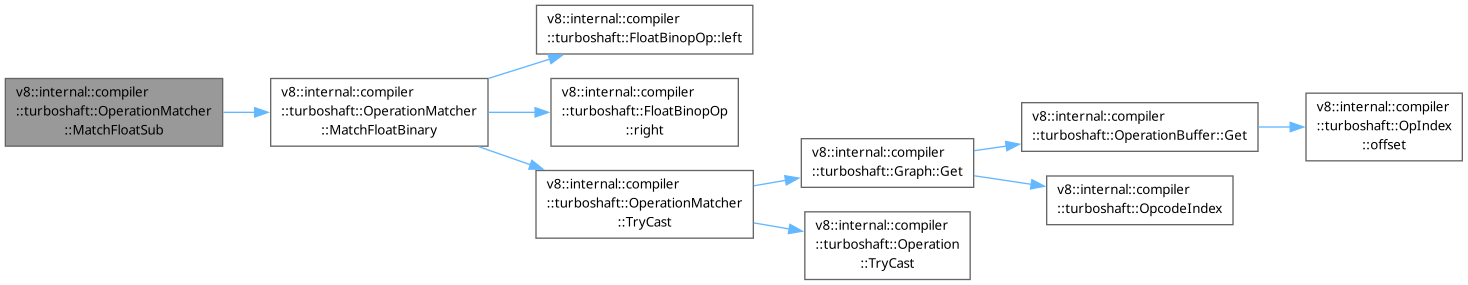 v8::internal::compiler
::turboshaft::OperationMatcher
::MatchFloatSub
v8::internal::compiler
::turboshaft::OperationMatcher
::MatchFloatBinary
v8::internal::compiler
::turboshaft::FloatBinopOp::left
v8::internal::compiler
::turboshaft::FloatBinopOp
::right
v8::internal::compiler
::turboshaft::OperationMatcher
::TryCast
v8::internal::compiler
::turboshaft::Graph::Get
v8::internal::compiler
::turboshaft::OperationBuffer::Get
v8::internal::compiler
::turboshaft::OpIndex
::offset
v8::internal::compiler
::turboshaft::OpcodeIndex
v8::internal::compiler
::turboshaft::Operation
::TryCast